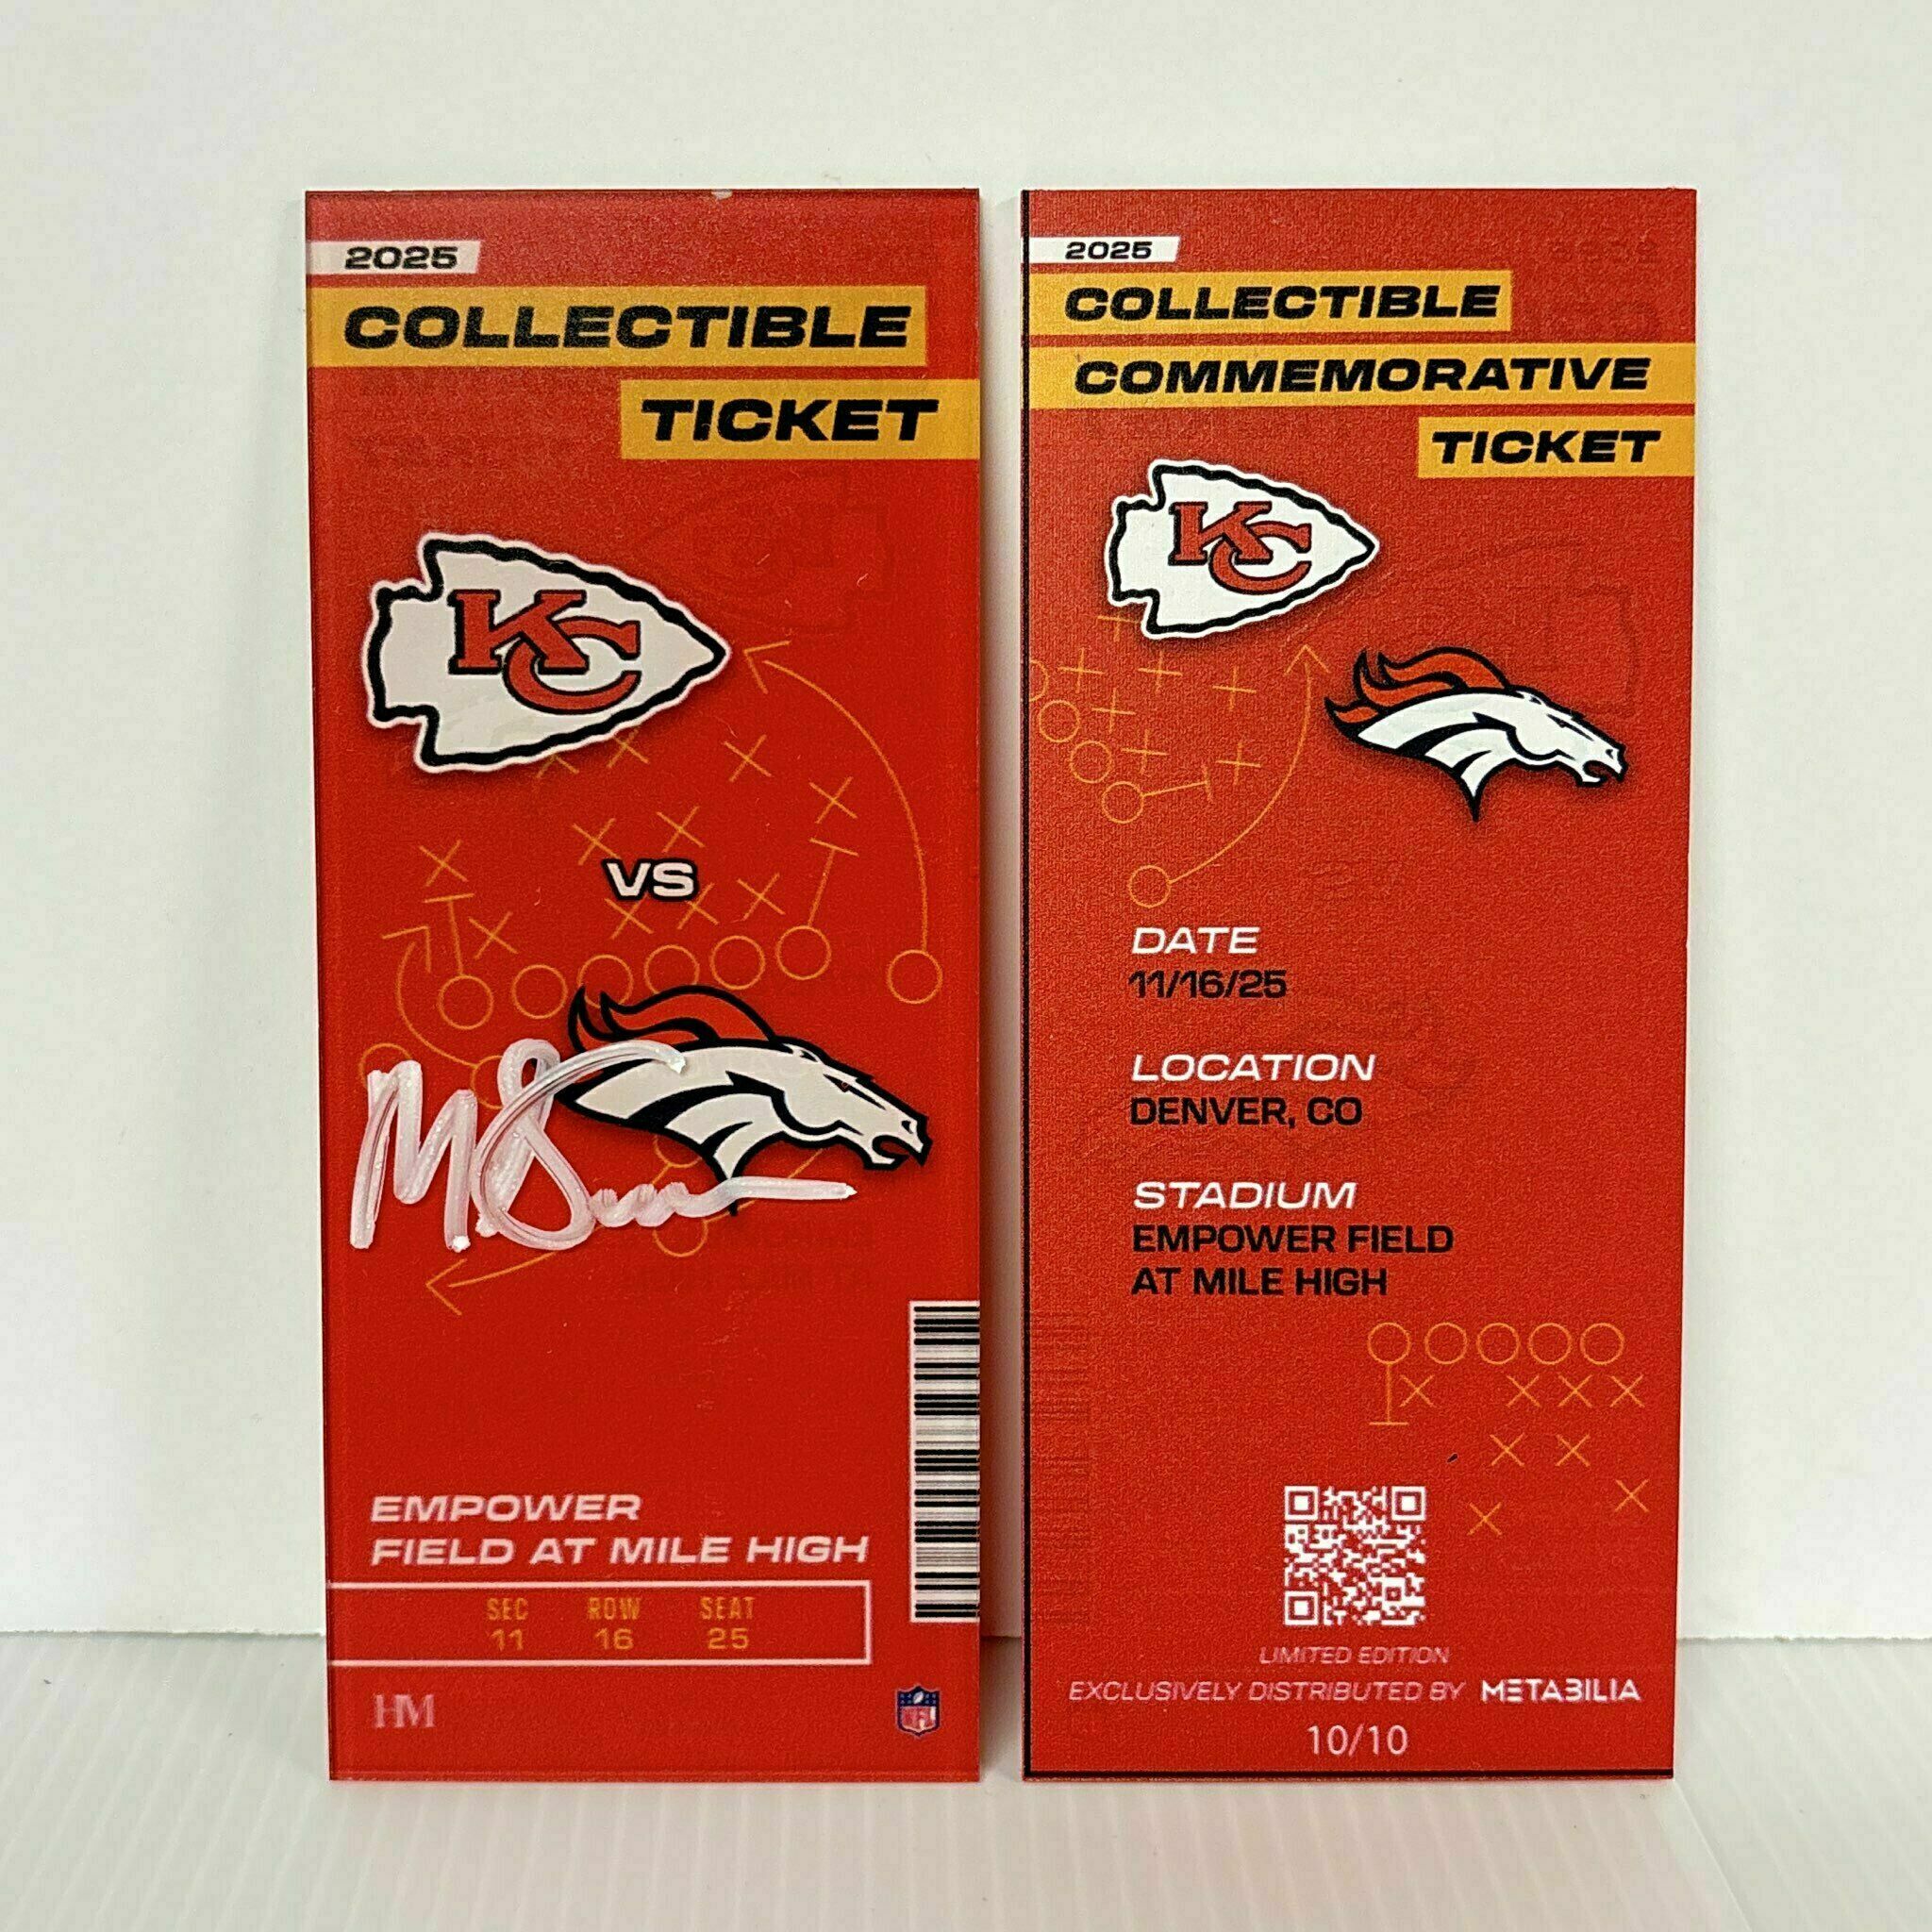 2025
COLLECTIBLE
TICKET
KC
VS
EMPOWER
FIELD AT MILE HIGH
SEC ROW SEAT
11 16 25
HM
NFL
2025
COLLECTIBLE
COMMEMORATIVE
TICKET
KC
DATE
11/16/25
LOCATION
DENVER, CO
STADIUM
EMPOWER FIELD
AT MILE HIGH
LIMITED EDITION
EXCLUSIVELY DISTRIBUTED BY METABILIA
10/10